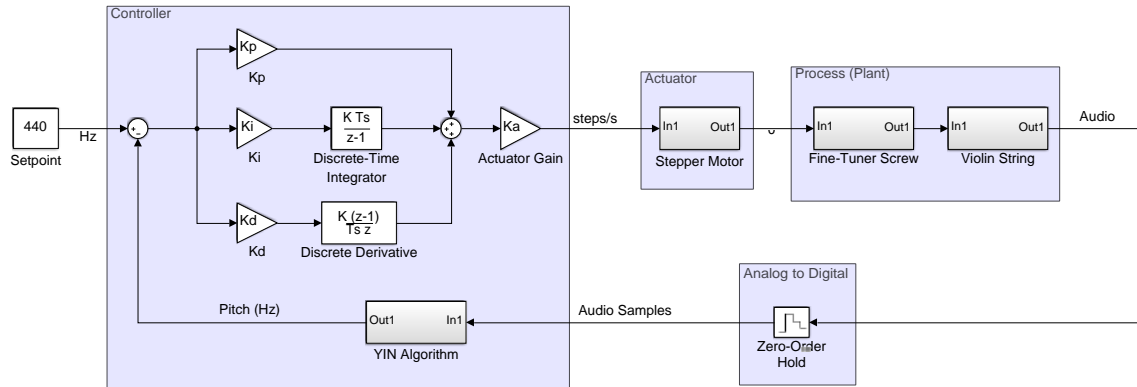 Controller
Kp
Kp
440
Hz
Setpoint
+
-
Ki
Ki
K Ts
z-1
Discrete-Time
Integrator
+
+
+
Ka
Actuator Gain
steps/s
Actuator
In1 Out1
Stepper Motor
Process (Plant)
In1 Out1
Fine-Tuner Screw
In1 Out1
Violin String
Audio
Kd
Kd
K (z-1)
Ts z
Discrete Derivative
Pitch (Hz)
Out1 In1
YIN Algorithm
Audio Samples
Analog to Digital
Zero-Order
Hold